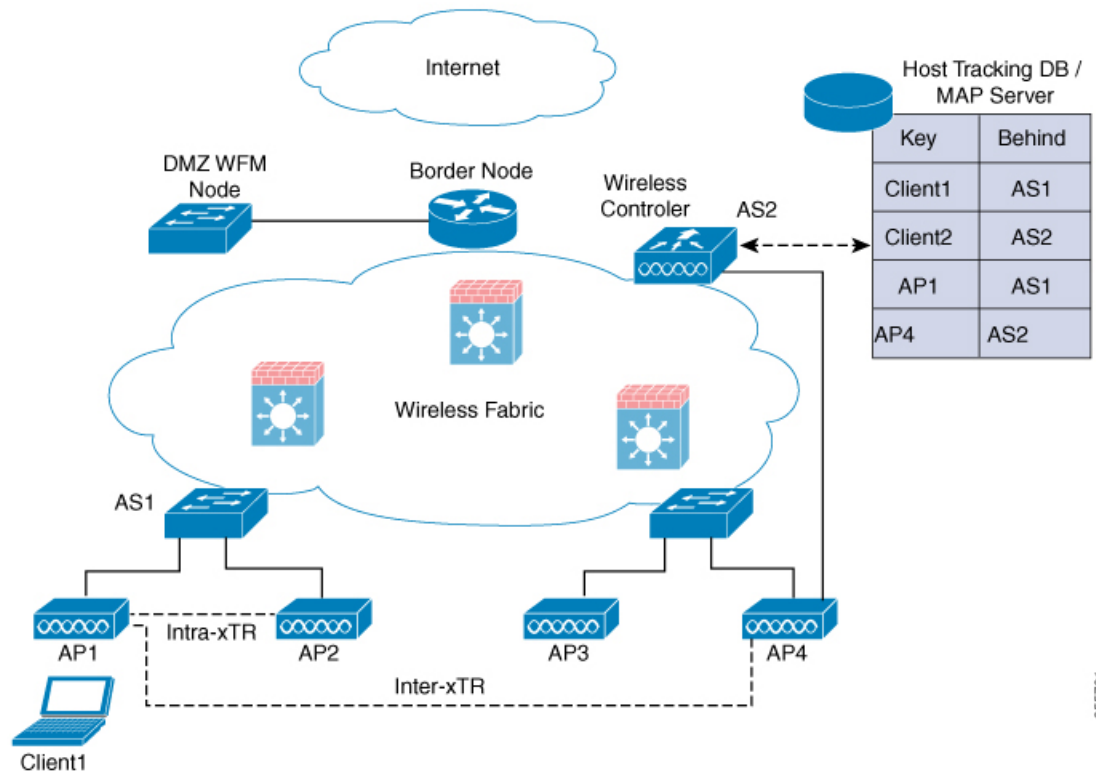 Internet
Host Tracking DB /
MAP Server
Key Behind
Client1 AS1
Client2 AS2
AP1 AS1
AP4 AS2
DMZ WFM
Node
Border Node
Wireless
Controler
AS2
Wireless Fabric
AS1
Intra-xTR
AP1
AP2
AP3
AP4
Inter-xTR
Client1